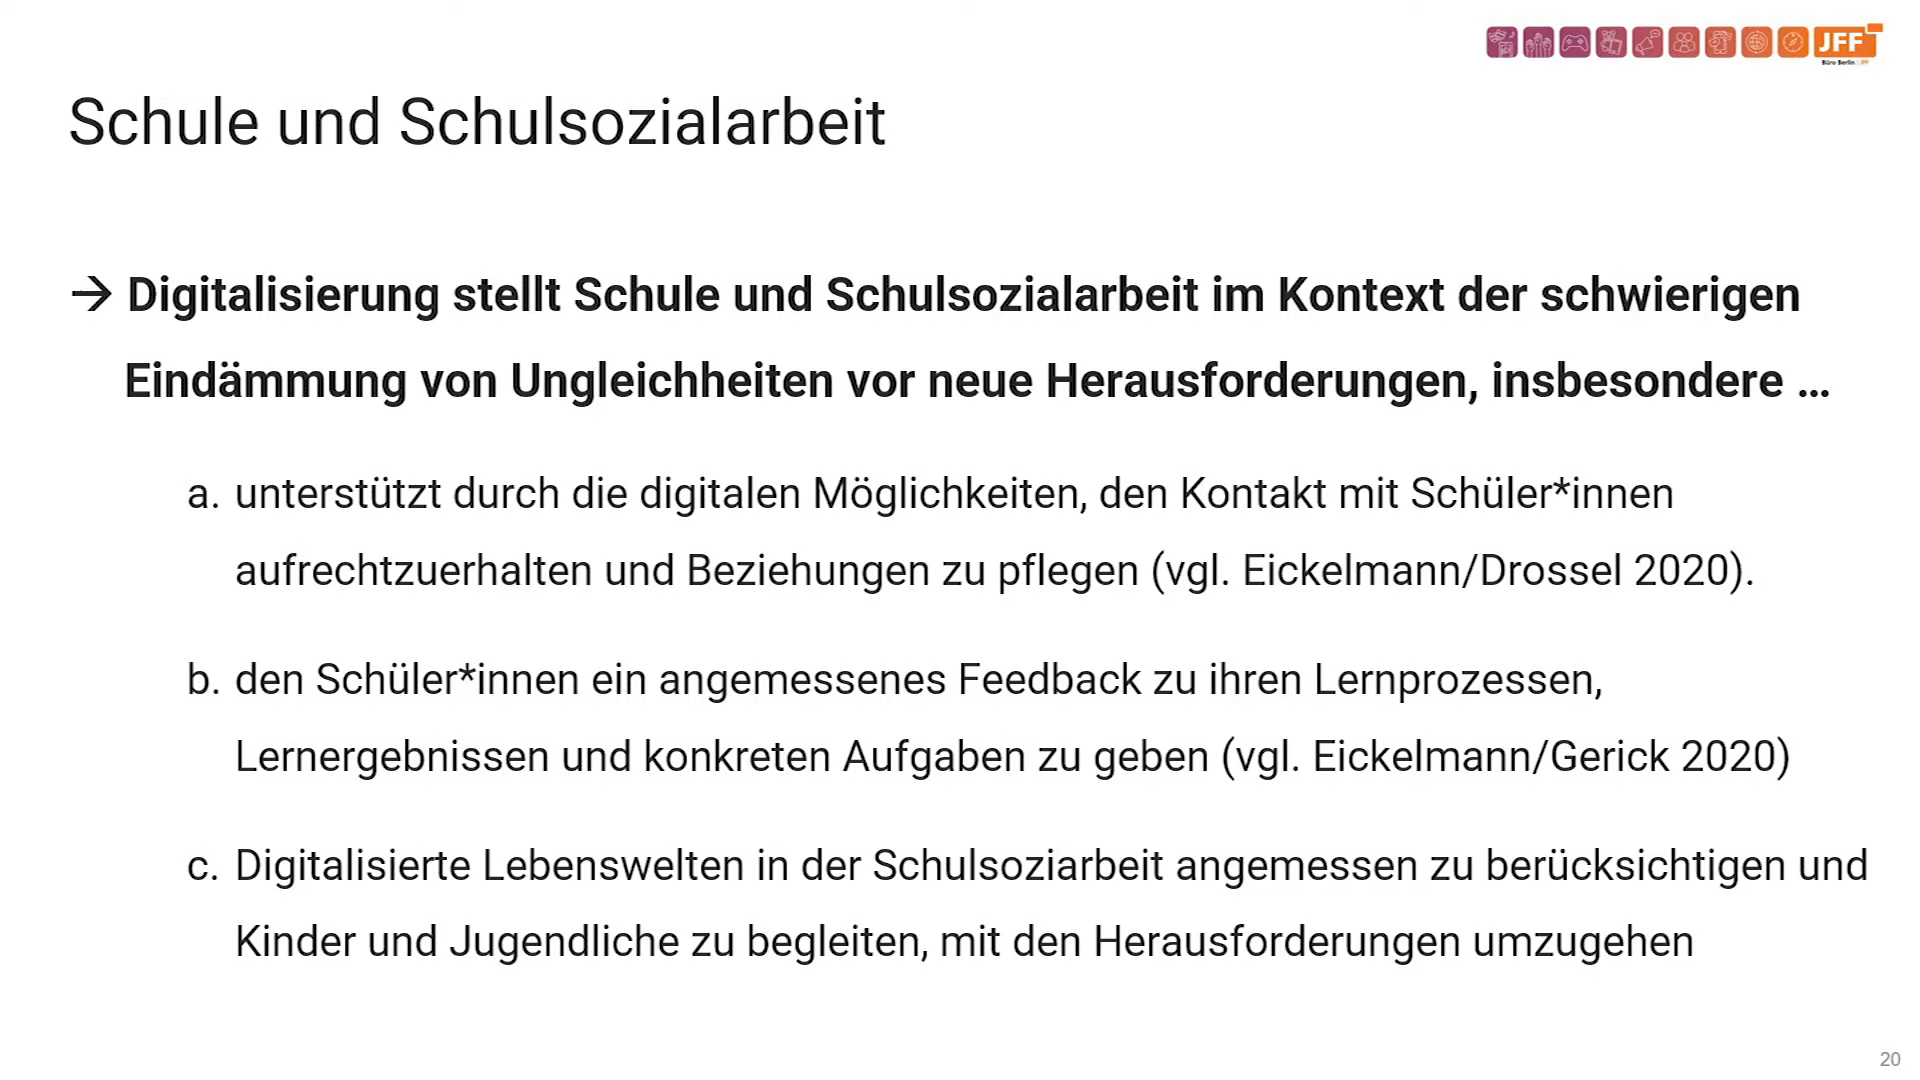 JFF
Büro Berlin | JFF
Schule und Schulsozialarbeit
→ Digitalisierung stellt Schule und Schulsozialarbeit im Kontext der schwierigen
Eindämmung von Ungleichheiten vor neue Herausforderungen, insbesondere ...
a. unterstützt durch die digitalen Möglichkeiten, den Kontakt mit Schüler*innen
aufrechtzuerhalten und Beziehungen zu pflegen (vgl. Eickelmann/Drossel 2020).
b. den Schüler*innen ein angemessenes Feedback zu ihren Lernprozessen,
Lernergebnissen und konkreten Aufgaben zu geben (vgl. Eickelmann/Gerick 2020)
c. Digitalisierte Lebenswelten in der Schulsoziarbeit angemessen zu berücksichtigen und
Kinder und Jugendliche zu begleiten, mit den Herausforderungen umzugehen
20